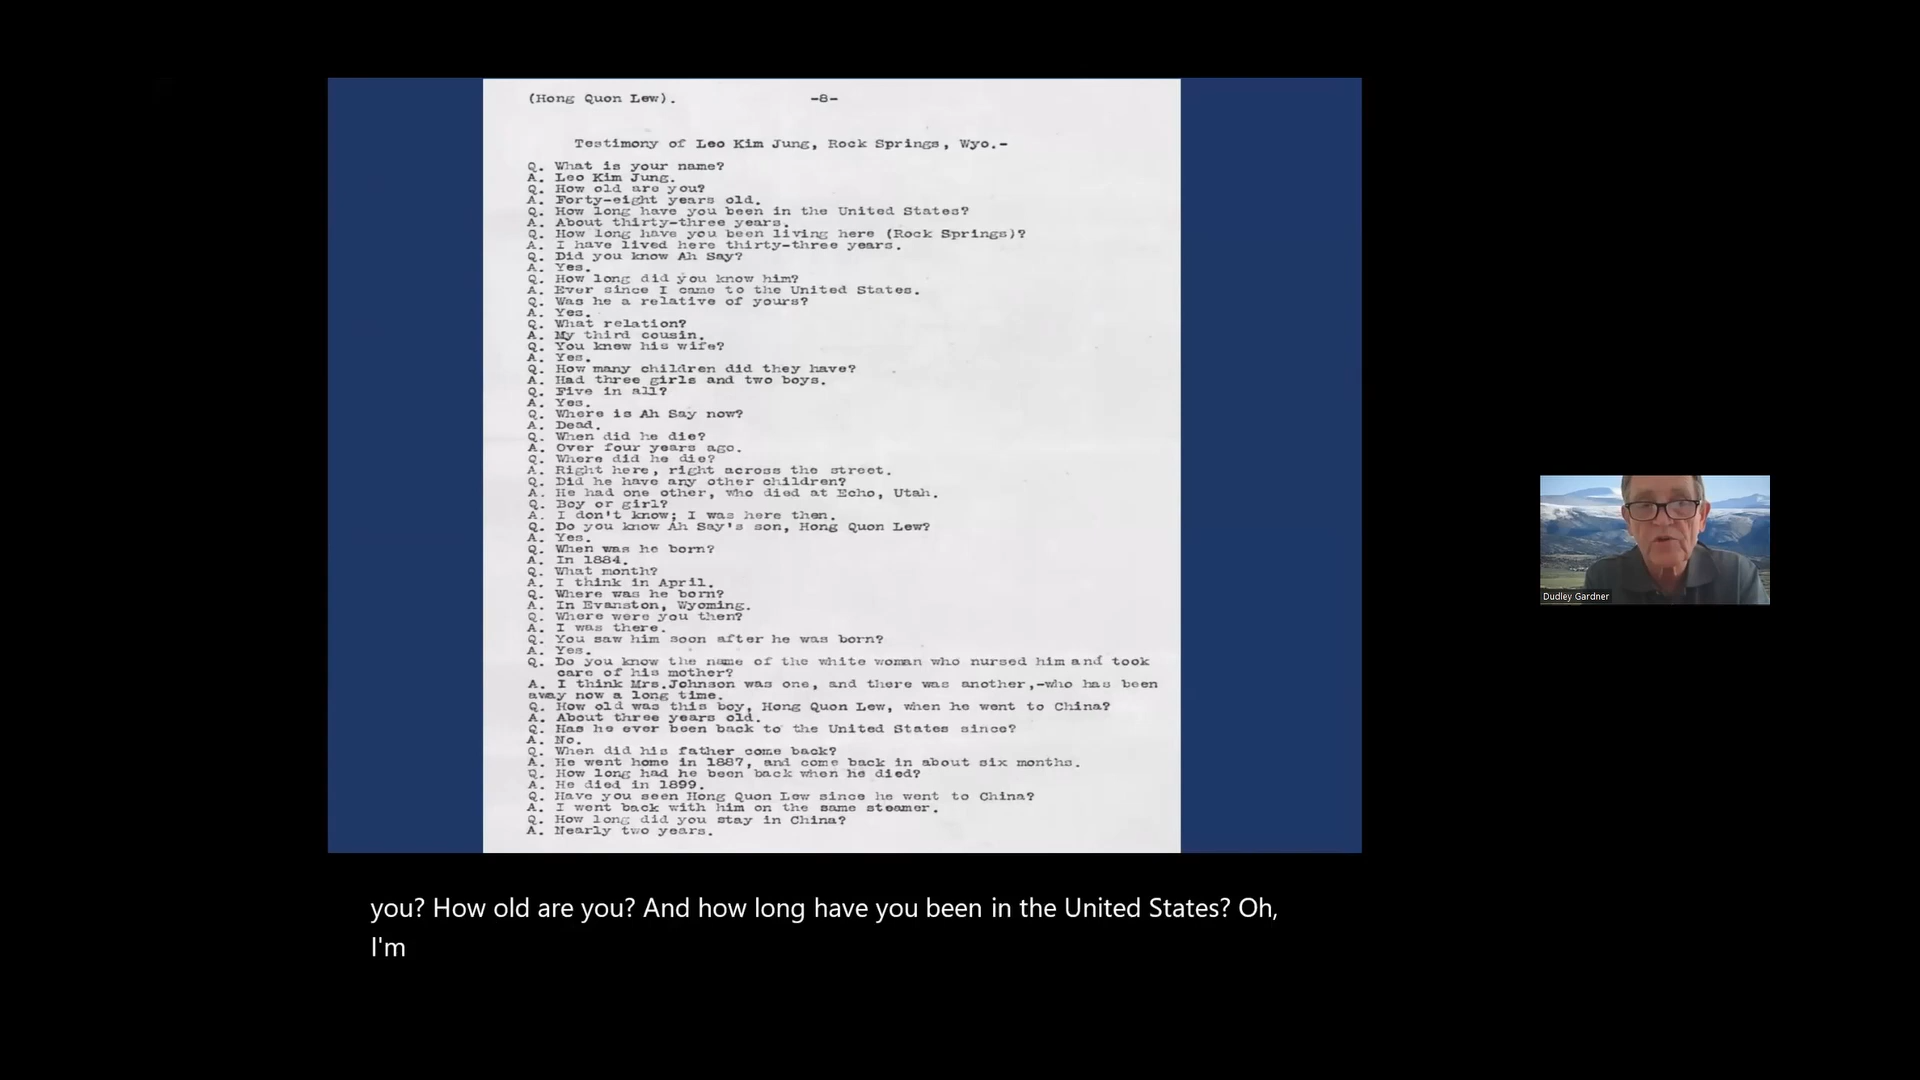 (Hong Quon Lew). -8-
Testimony of Leo Kim Jung, Rock Springs, Wyo.-
Q. What is your name?
A. Leo Kim Jung.
Q. How old are you?
A. Forty-eight years old.
Q. How long have you been in the United States?
A. About thirty-three years.
Q. How long have you been living here (Rock Springs)?
A. I have lived here thirty-three years.
Q. Did you know Ah Say?
A. Yes.
Q. How long did you know him?
A. Ever since I came to the United States.
Q. Was he a relative of yours?
A. Yes.
Q. What relation?
A. My third cousin.
Q. You knew his wife?
A. Yes.
Q. How many children did they have?
A. Had three girls and two boys.
Q. Five in all?
A. Yes.
Q. Where is Ah Say now?
A. Dead.
Q. When did he die?
A. Over four years ago.
Q. Where did he die?
A. Right here, right across the street.
Q. Did he have any other children?
A. He had one other, who died at Echo, Utah.
Q. Boy or girl?
A. I don't know; I was here then.
Q. Do you know Ah Say's son, Hong Quon Lew?
A. Yes.
Q. When was he born?
A. In 1884.
Q. What month?
A. I think in April.
Q. Where was he born?
A. In Evanston, Wyoming.
Q. Where were you then?
A. I was there.
Q. You saw him soon after he was born?
A. Yes.
Q. Do you know the name of the white woman who nursed him and took
care of his mother?
A. I think Mrs.Johnson was one, and there was another,-who has been
away now a long time.
Q. How old was this boy, Hong Quon Lew, when he went to China?
A. About three years old.
Q. Has he ever been back to the United States since?
A. No.
Q. When did his father come back?
A. He went home in 1887, and come back in about six months.
Q. How long had he been back when he died?
A. He died in 1899.
Q. Have you seen Hong Quon Lew since he went to China?
A. I went back with him on the same steamer.
Q. How long did you stay in China?
A. Nearly two years.
Dudley Gardner
you? How old are you? And how long have you been in the United States? Oh,
I'm